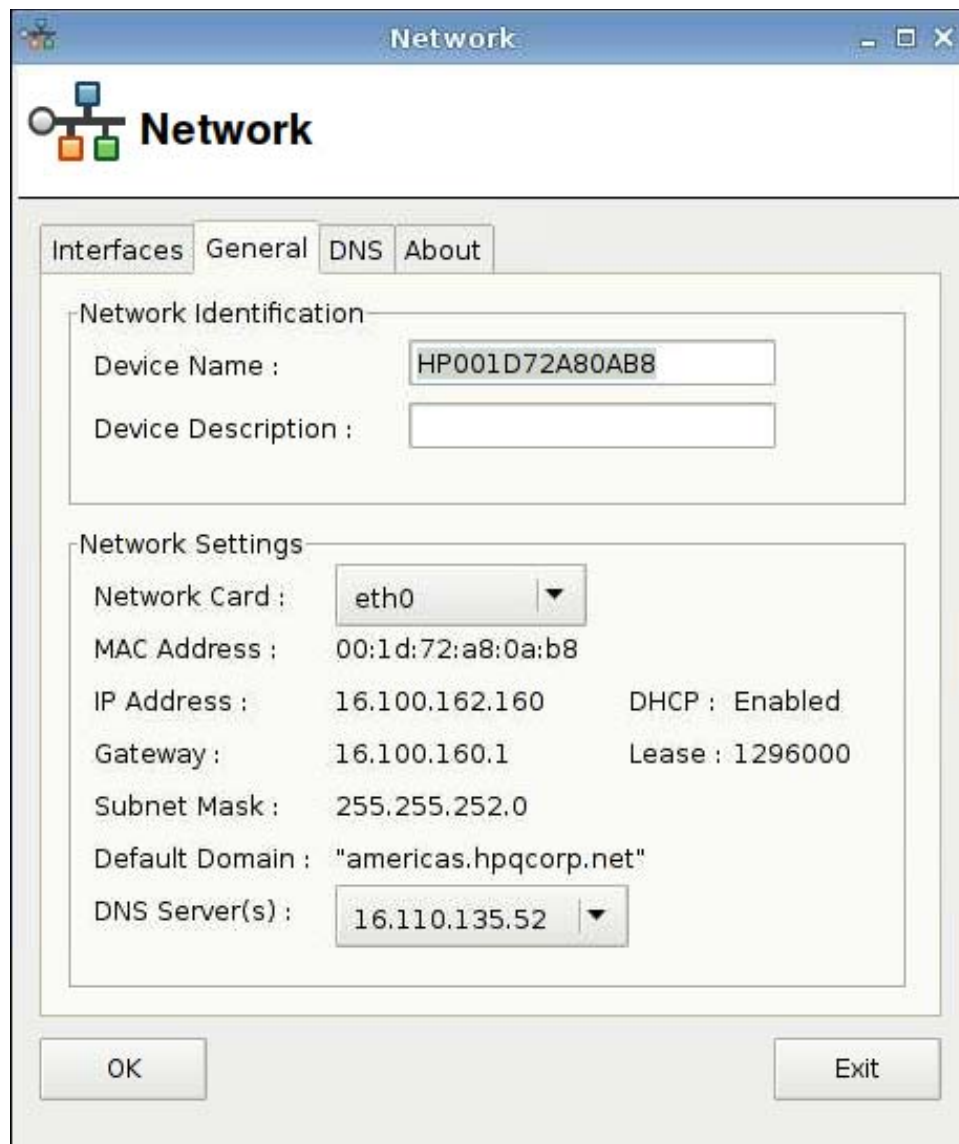 Network
Network
Interfaces General DNS About
Network Identification
Device Name : HP001D72A80AB8
Device Description :
Network Settings
Network Card : eth0
MAC Address : 00:1d:72:a8:0a:b8
IP Address : 16.100.162.160 DHCP : Enabled
Gateway : 16.100.160.1 Lease : 1296000
Subnet Mask : 255.255.252.0
Default Domain : "americas.hpqcorp.net"
DNS Server(s) : 16.110.135.52
OK Exit